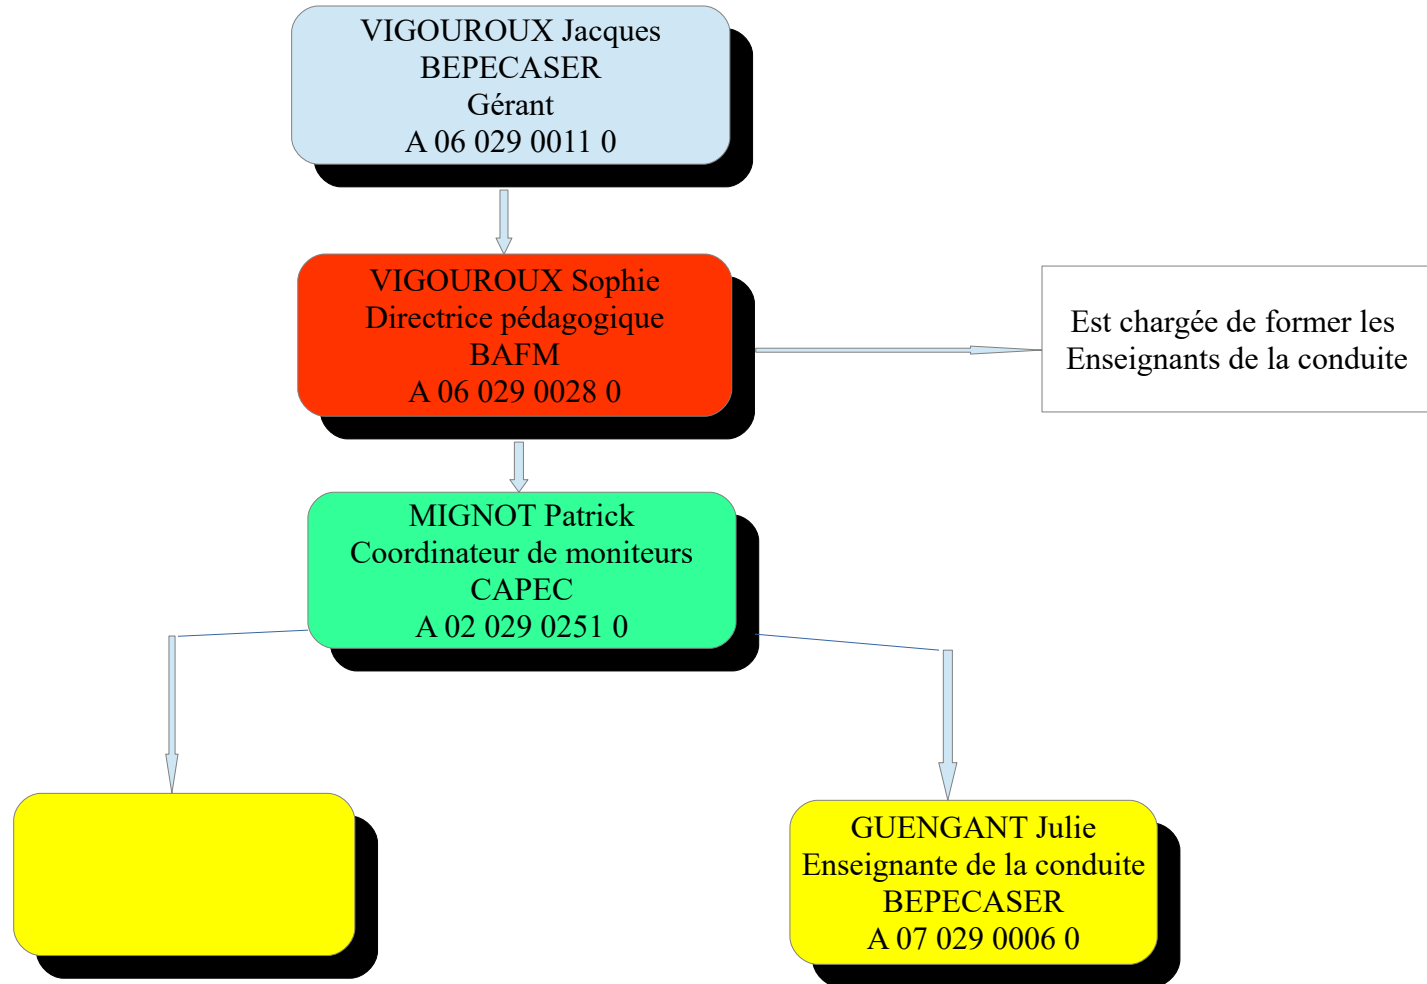 VIGOUROUX Jacques
BEPECASER
Gérant
A 06 029 0011 0
VIGOUROUX Sophie
Directrice pédagogique
BAFM
A 06 029 0028 0
Est chargée de former les
Enseignants de la conduite
MIGNOT Patrick
Coordinateur de moniteurs
CAPEC
A 02 029 0251 0
GUENGANT Julie
Enseignante de la conduite
BEPECASER
A 07 029 0006 0